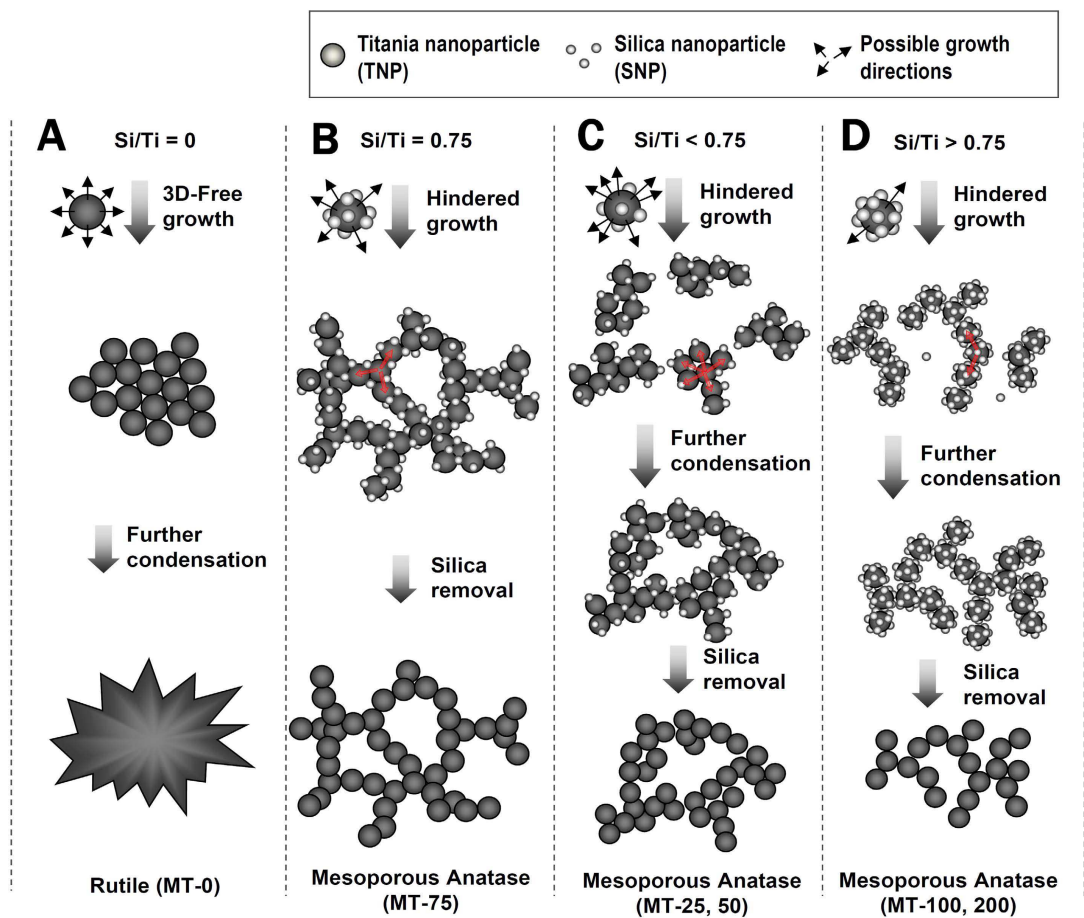 Titania nanoparticle
(TNP)
Silica nanoparticle
(SNP)
Possible growth
directions
A
Si/Ti = 0
3D-Free
growth
Further
condensation
Rutile (MT-0)
B
Si/Ti = 0.75
Hindered
growth
Silica
removal
Mesoporous Anatase
(MT-75)
C
Si/Ti < 0.75
Hindered
growth
Further
condensation
Silica
removal
Mesoporous Anatase
(MT-25, 50)
D
Si/Ti > 0.75
Hindered
growth
Further
condensation
Silica
removal
Mesoporous Anatase
(MT-100, 200)